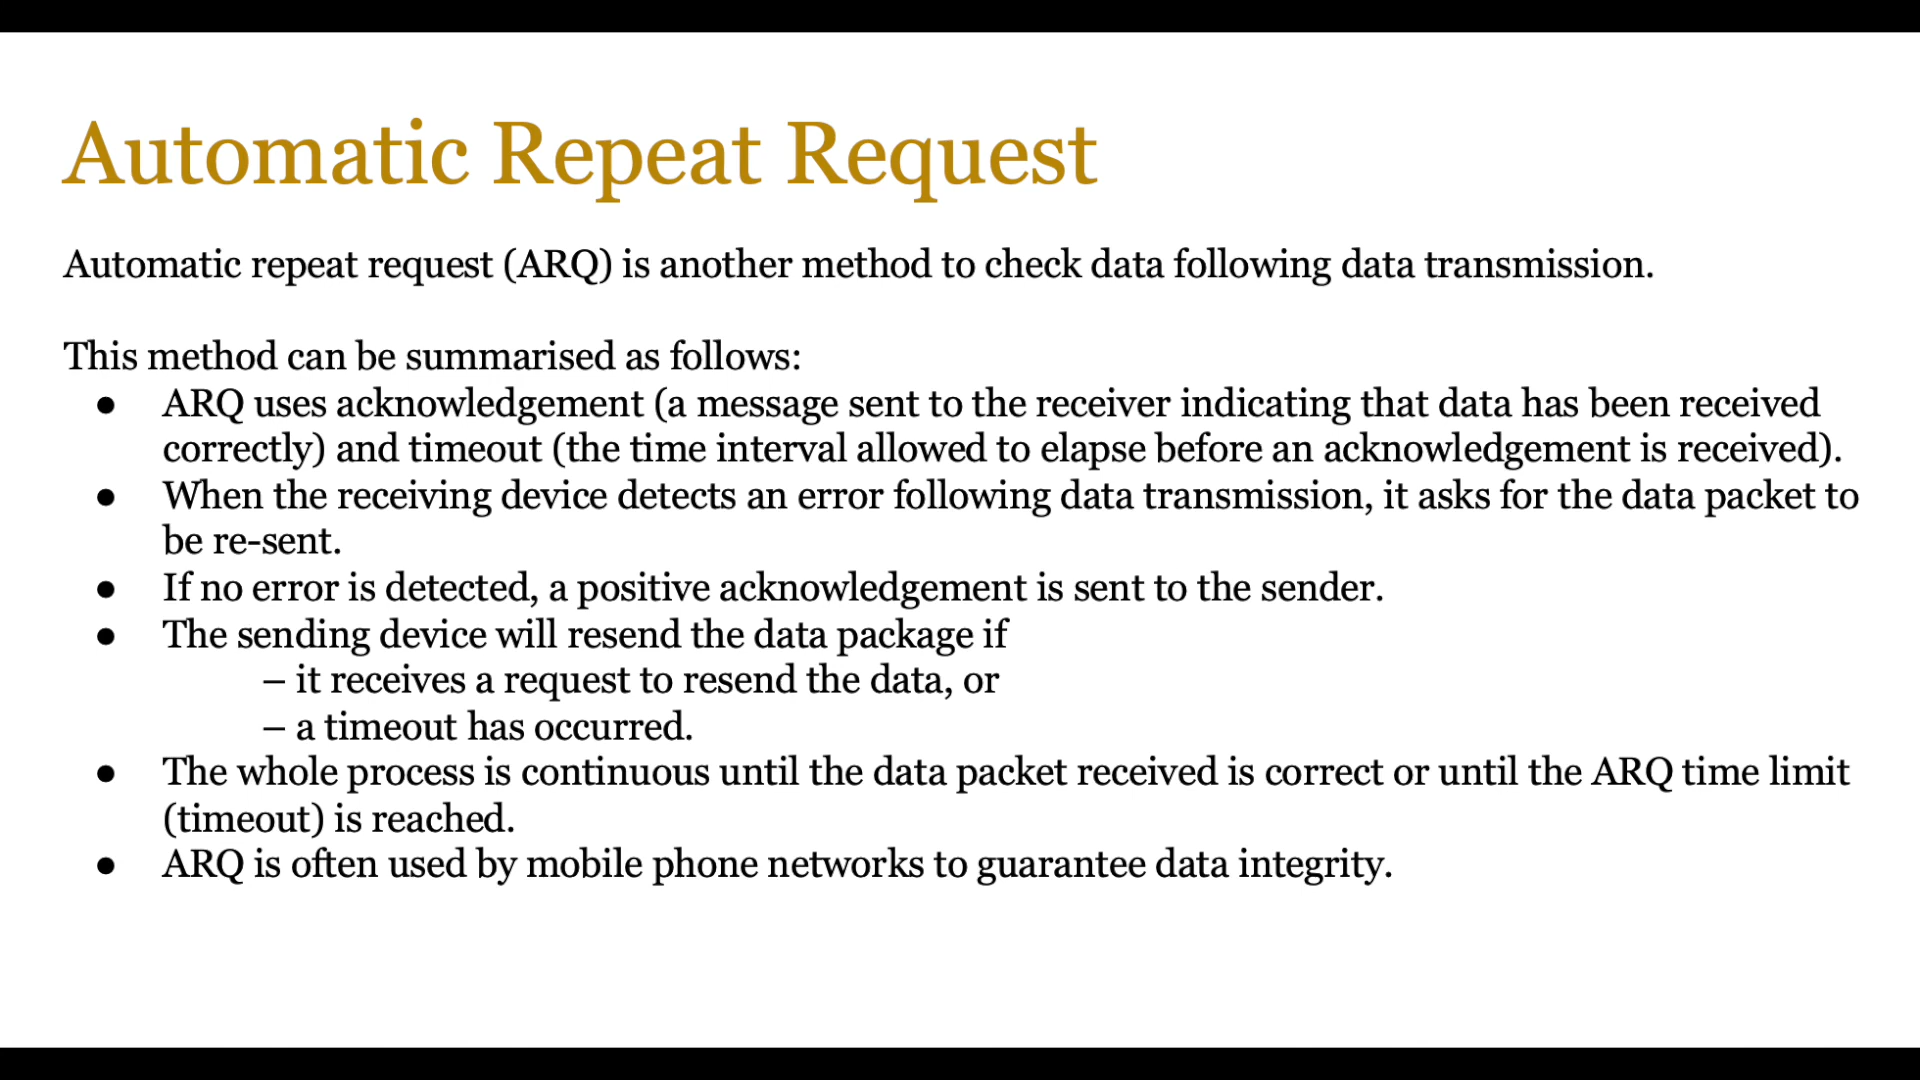 Automatic Repeat Request
Automatic repeat request (ARQ) is another method to check data following data transmission.
This method can be summarised as follows:
● ARQ uses acknowledgement (a message sent to the receiver indicating that data has been received
correctly) and timeout (the time interval allowed to elapse before an acknowledgement is received).
● When the receiving device detects an error following data transmission, it asks for the data packet to
be re-sent.
● If no error is detected, a positive acknowledgement is sent to the sender.
● The sending device will resend the data package if
– it receives a request to resend the data, or
– a timeout has occurred.
● The whole process is continuous until the data packet received is correct or until the ARQ time limit
(timeout) is reached.
● ARQ is often used by mobile phone networks to guarantee data integrity.